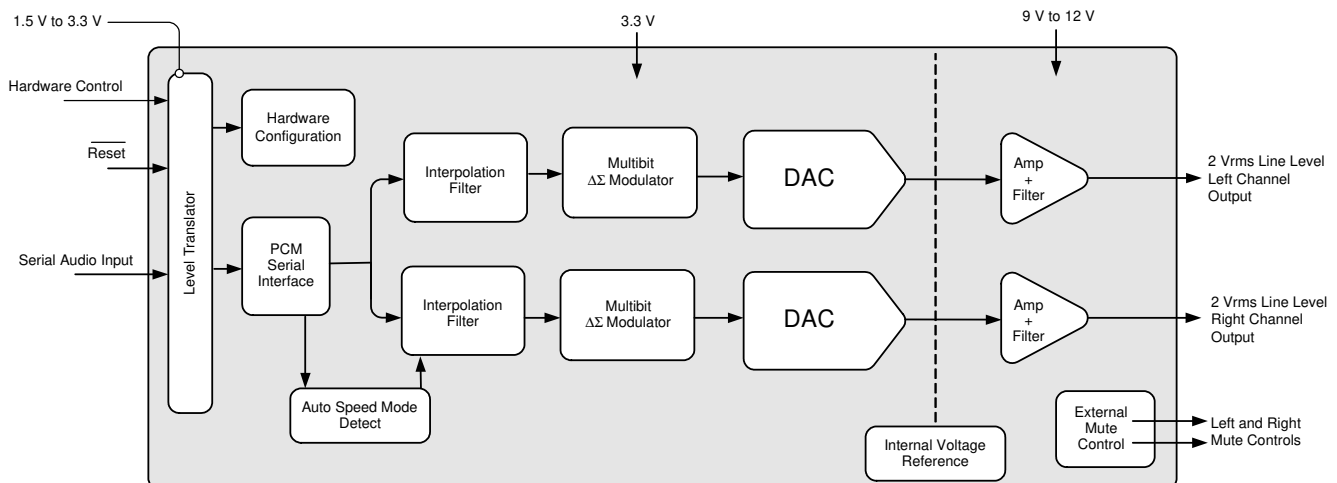 1.5 V to 3.3 V
3.3 V
9 V to 12 V
Hardware Control
Reset
Serial Audio Input
Level Translator
Hardware
Configuration
PCM
Serial
Interface
Auto Speed Mode
Detect
Interpolation
Filter
Multibit
ΔΣ Modulator
DAC
Amp
+
Filter
2 Vrms Line Level
Left Channel
Output
Interpolation
Filter
Multibit
ΔΣ Modulator
DAC
Amp
+
Filter
2 Vrms Line Level
Right Channel
Output
Internal Voltage
Reference
External
Mute
Control
Left and Right
Mute Controls